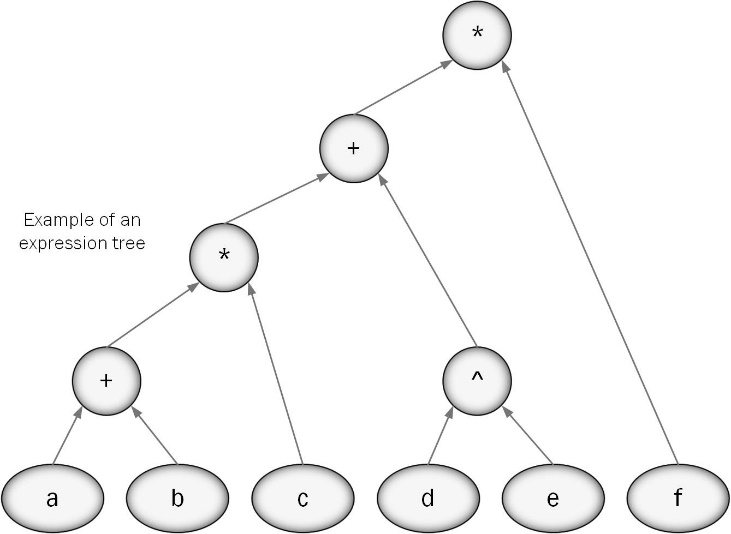 *
+
Example of an
expression tree
*
+
^
a b c d e f